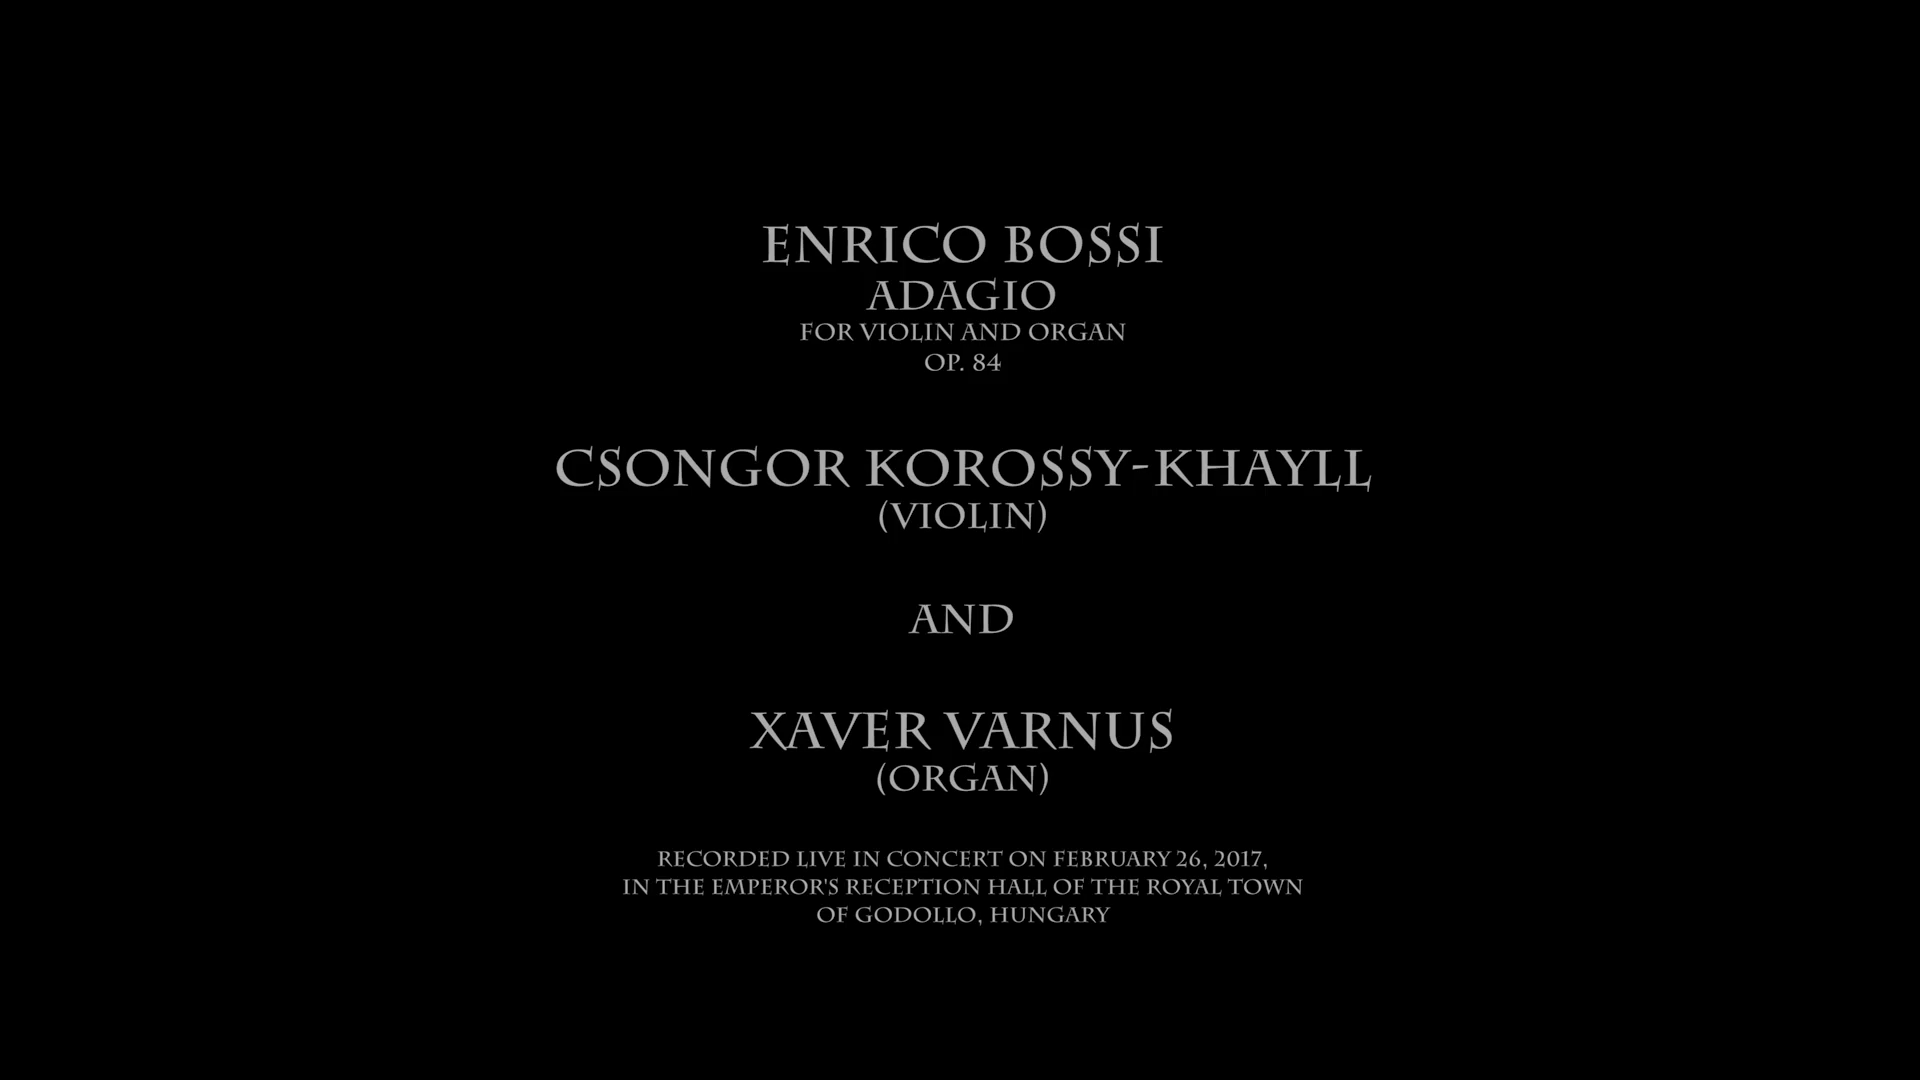 ENRICO BOSSI
ADAGIO
FOR VIOLIN AND ORGAN
OP. 84
CSONGOR KOROSSY-KHAYLL
(VIOLIN)
AND
XAVER VARNUS
(ORGAN)
RECORDED LIVE IN CONCERT ON FEBRUARY 26, 2017,
IN THE EMPEROR'S RECEPTION HALL OF THE ROYAL TOWN
OF GODOLLO, HUNGARY